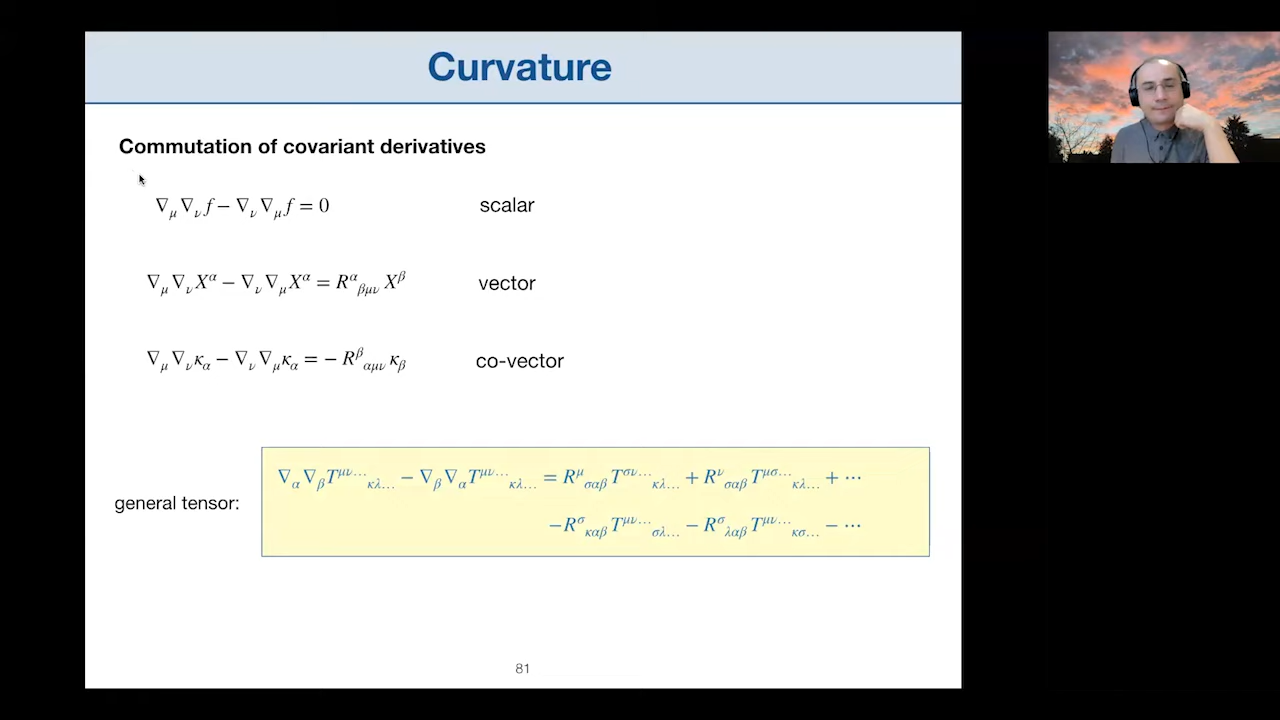 Curvature
Commutation of covariant derivatives
∇_μ∇_ν f − ∇_ν∇_μ f = 0 scalar
∇_μ∇_ν X^α − ∇_ν∇_μ X^α = R^α_{βμν} X^β vector
∇_μ∇_ν κ_α − ∇_ν∇_μ κ_α = − R^β_{αμν} κ_β co-vector
∇_α∇_β T^{μν…}_{κλ…} − ∇_β∇_α T^{μν…}_{κλ…} = R^μ_{σαβ} T^{σν…}_{κλ…} + R^ν_{σαβ} T^{μσ…}_{κλ…} + ⋯
general tensor:
−R^σ_{καβ} T^{μν…}_{σλ…} − R^σ_{λαβ} T^{μν…}_{κσ…} − ⋯
81